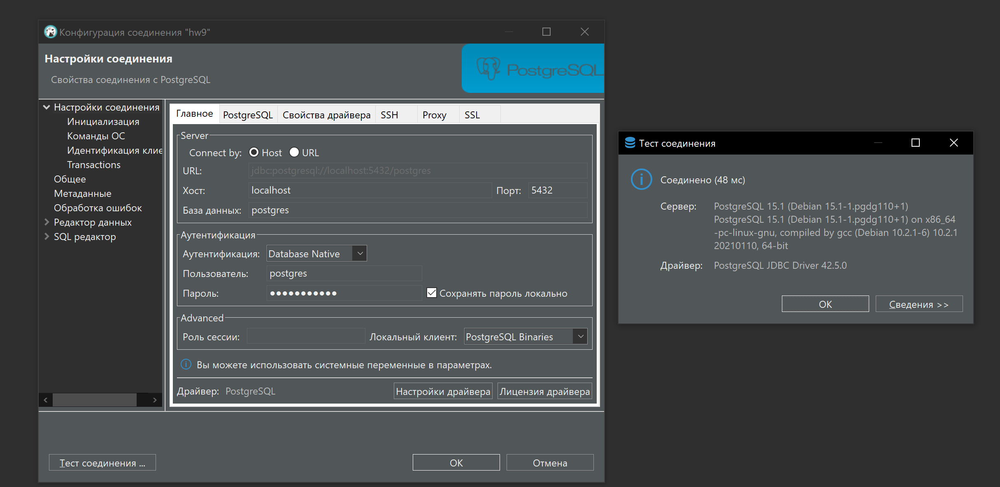 Конфигурация соединения "hw9"
Настройки соединения
Свойства соединения с PostgreSQL
PostgreSQL
Настройки соединения
Инициализация
Команды ОС
Идентификация клие
Transactions
Общее
Метаданные
Обработка ошибок
Редактор данных
SQL редактор
Главное PostgreSQL Свойства драйвера SSH Proxy SSL
Server
Connect by: Host URL
URL: jdbc:postgresql://localhost:5432/postgres
Хост: localhost Порт: 5432
База данных: postgres
Аутентификация
Аутентификация: Database Native
Пользователь: postgres
Пароль: ●●●●●●●●●●● Сохранять пароль локально
Advanced
Роль сессии: Локальный клиент: PostgreSQL Binaries
Вы можете использовать системные переменные в параметрах.
Драйвер: PostgreSQL Настройки драйвера Лицензия драйвера
Тест соединения ... ОК Отмена
Тест соединения
Соединено (48 мс)
Сервер: PostgreSQL 15.1 (Debian 15.1-1.pgdg110+1)
PostgreSQL 15.1 (Debian 15.1-1.pgdg110+1) on x86_64
-pc-linux-gnu, compiled by gcc (Debian 10.2.1-6) 10.2.1
20210110, 64-bit
Драйвер: PostgreSQL JDBC Driver 42.5.0
ОК Сведения >>